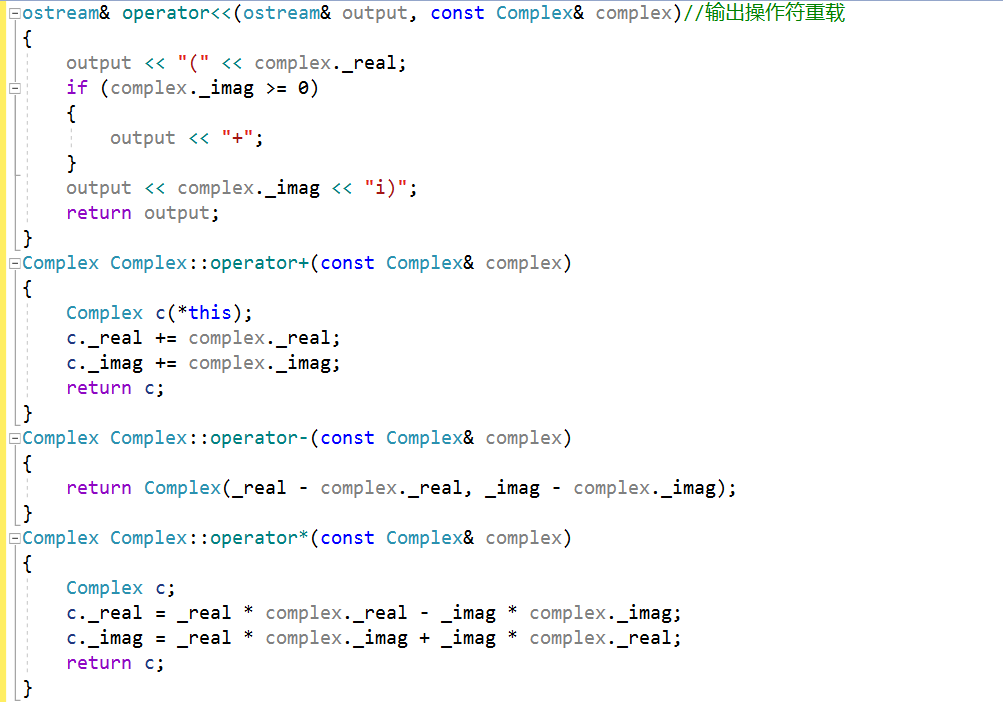 ostream& operator<<(ostream& output, const Complex& complex)//输出操作符重载
{
    output << "(" << complex._real;
    if (complex._imag >= 0)
    {
        output << "+";
    }
    output << complex._imag << "i)";
    return output;
}
Complex Complex::operator+(const Complex& complex)
{
    Complex c(*this);
    c._real += complex._real;
    c._imag += complex._imag;
    return c;
}
Complex Complex::operator-(const Complex& complex)
{
    return Complex(_real - complex._real, _imag - complex._imag);
}
Complex Complex::operator*(const Complex& complex)
{
    Complex c;
    c._real = _real * complex._real - _imag * complex._imag;
    c._imag = _real * complex._imag + _imag * complex._real;
    return c;
}